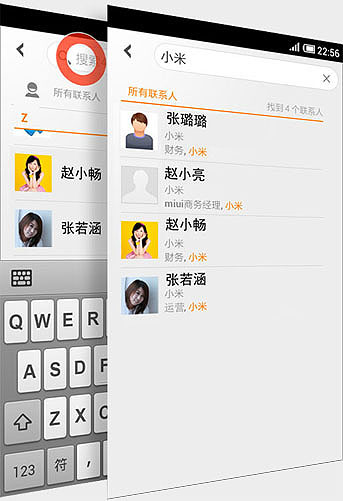 搜索
所有联系人
Z
赵小畅
张若涵
Q W E R
A S D F
Z X
123 符 ,
22:56
小米
所有联系人 找到 4 个联系人
张璐璐
小米
财务, 小米
赵小亮
小米
miui商务经理, 小米
赵小畅
小米
财务, 小米
张若涵
小米
运营, 小米